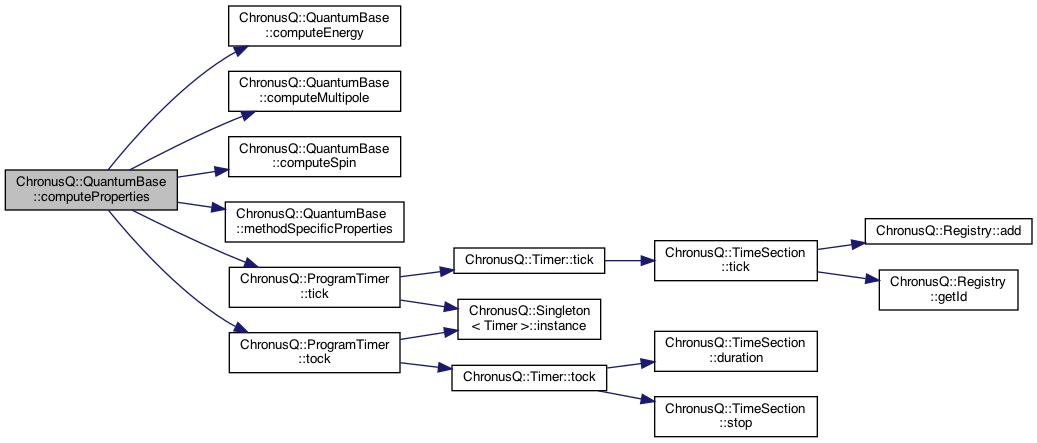 ChronusQ::QuantumBase
::computeProperties
ChronusQ::QuantumBase
::computeEnergy
ChronusQ::QuantumBase
::computeMultipole
ChronusQ::QuantumBase
::computeSpin
ChronusQ::QuantumBase
::methodSpecificProperties
ChronusQ::ProgramTimer
::tick
ChronusQ::ProgramTimer
::tock
ChronusQ::Timer::tick
ChronusQ::Singleton
< Timer >::instance
ChronusQ::Timer::tock
ChronusQ::TimeSection
::tick
ChronusQ::TimeSection
::duration
ChronusQ::TimeSection
::stop
ChronusQ::Registry::add
ChronusQ::Registry
::getId